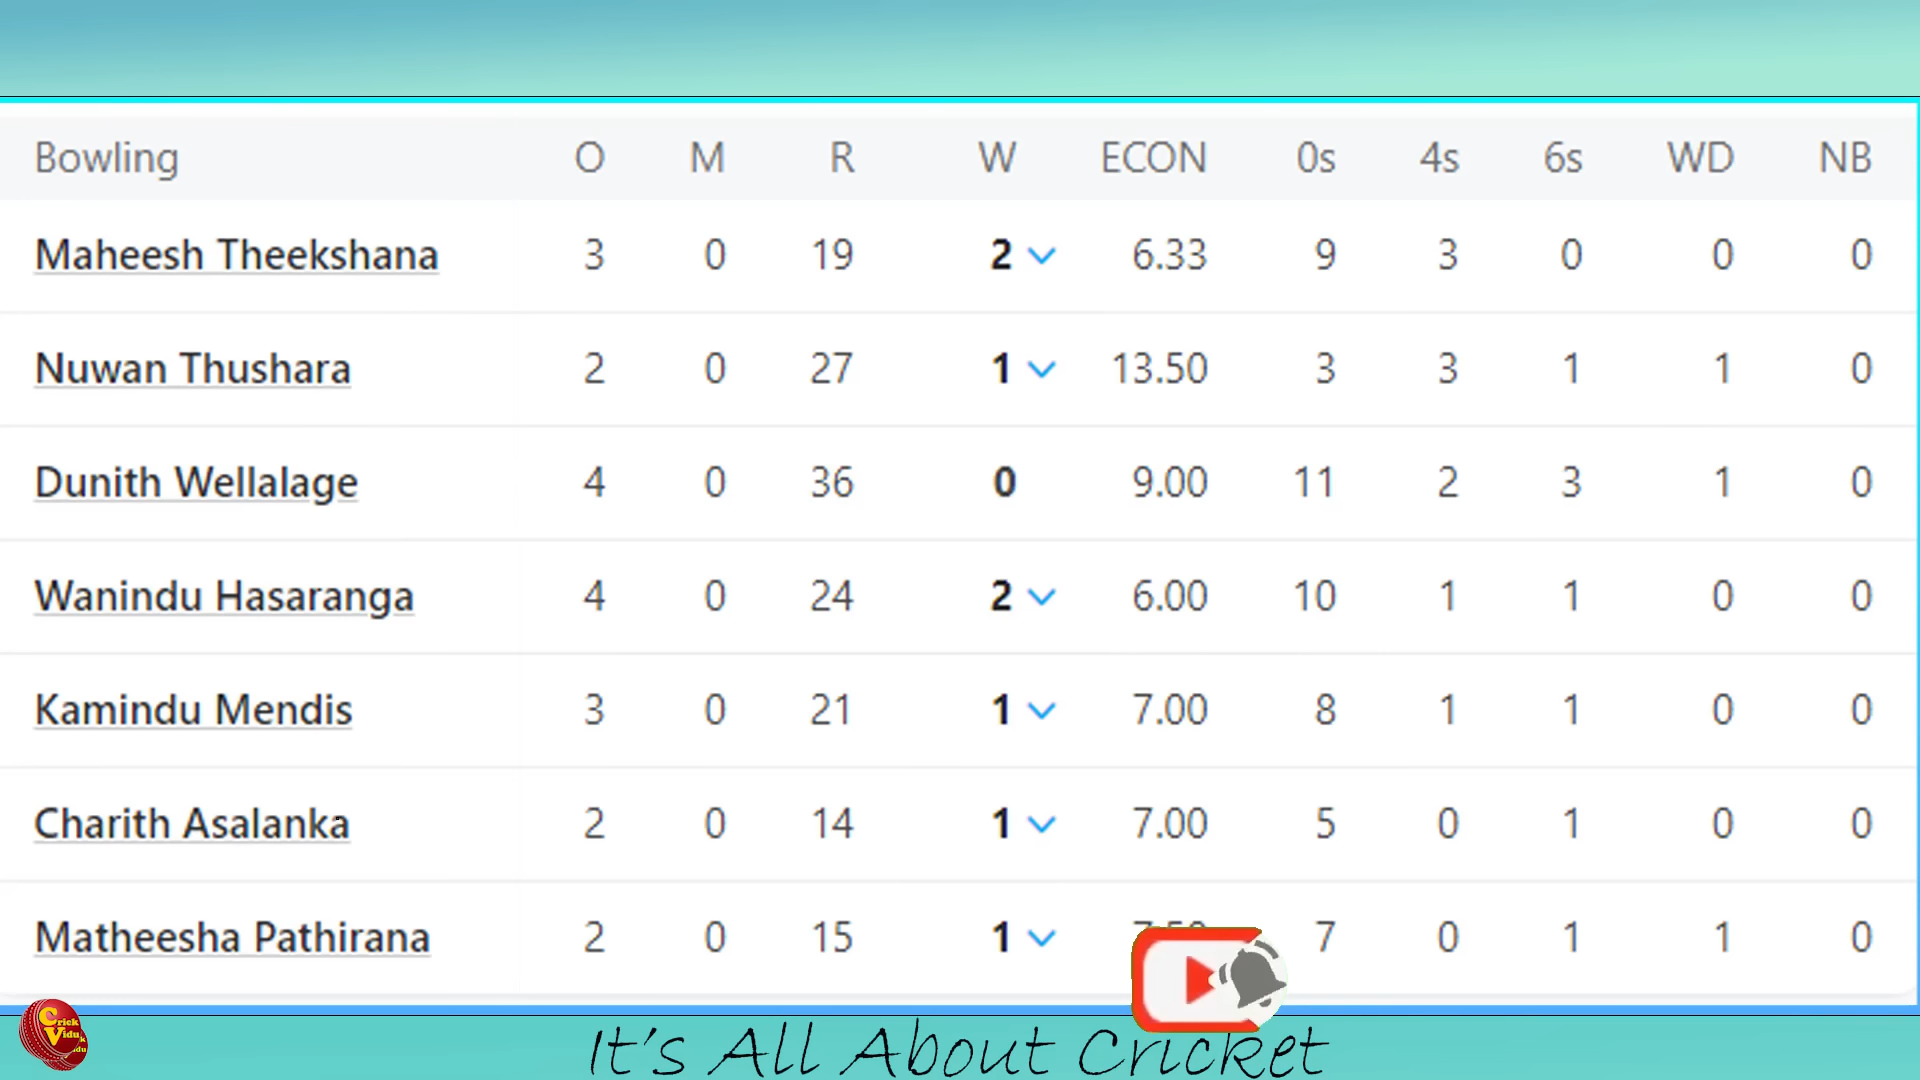 Bowling O M R W ECON 0s 4s 6s WD NB
Maheesh Theekshana 3 0 19 2 6.33 9 3 0 0 0
Nuwan Thushara 2 0 27 1 13.50 3 3 1 1 0
Dunith Wellalage 4 0 36 0 9.00 11 2 3 1 0
Wanindu Hasaranga 4 0 24 2 6.00 10 1 1 0 0
Kamindu Mendis 3 0 21 1 7.00 8 1 1 0 0
Charith Asalanka 2 0 14 1 7.00 5 0 1 0 0
Matheesha Pathirana 2 0 15 1 7.50 7 0 1 1 0
Crick
Vidu
It's All About Cricket